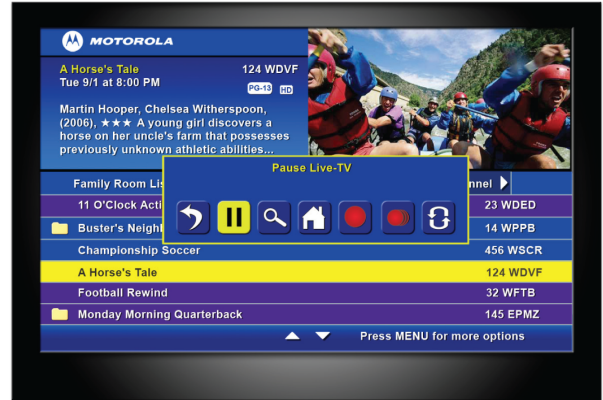 MOTOROLA
A Horse's Tale 124 WDVF
Tue 9/1 at 8:00 PM
PG-13 HD
Martin Hooper, Chelsea Witherspoon,
(2006), ★★★ A young girl discovers a
horse on her uncle's farm that possesses
previously unknown athletic abilities...
Pause Live-TV
Family Room Lis nnel
11 O'Clock Acti 23 WDED
Buster's Neighb 14 WPPB
Championship Soccer 456 WSCR
A Horse's Tale 124 WDVF
Football Rewind 32 WFTB
Monday Morning Quarterback 145 EPMZ
Press MENU for more options